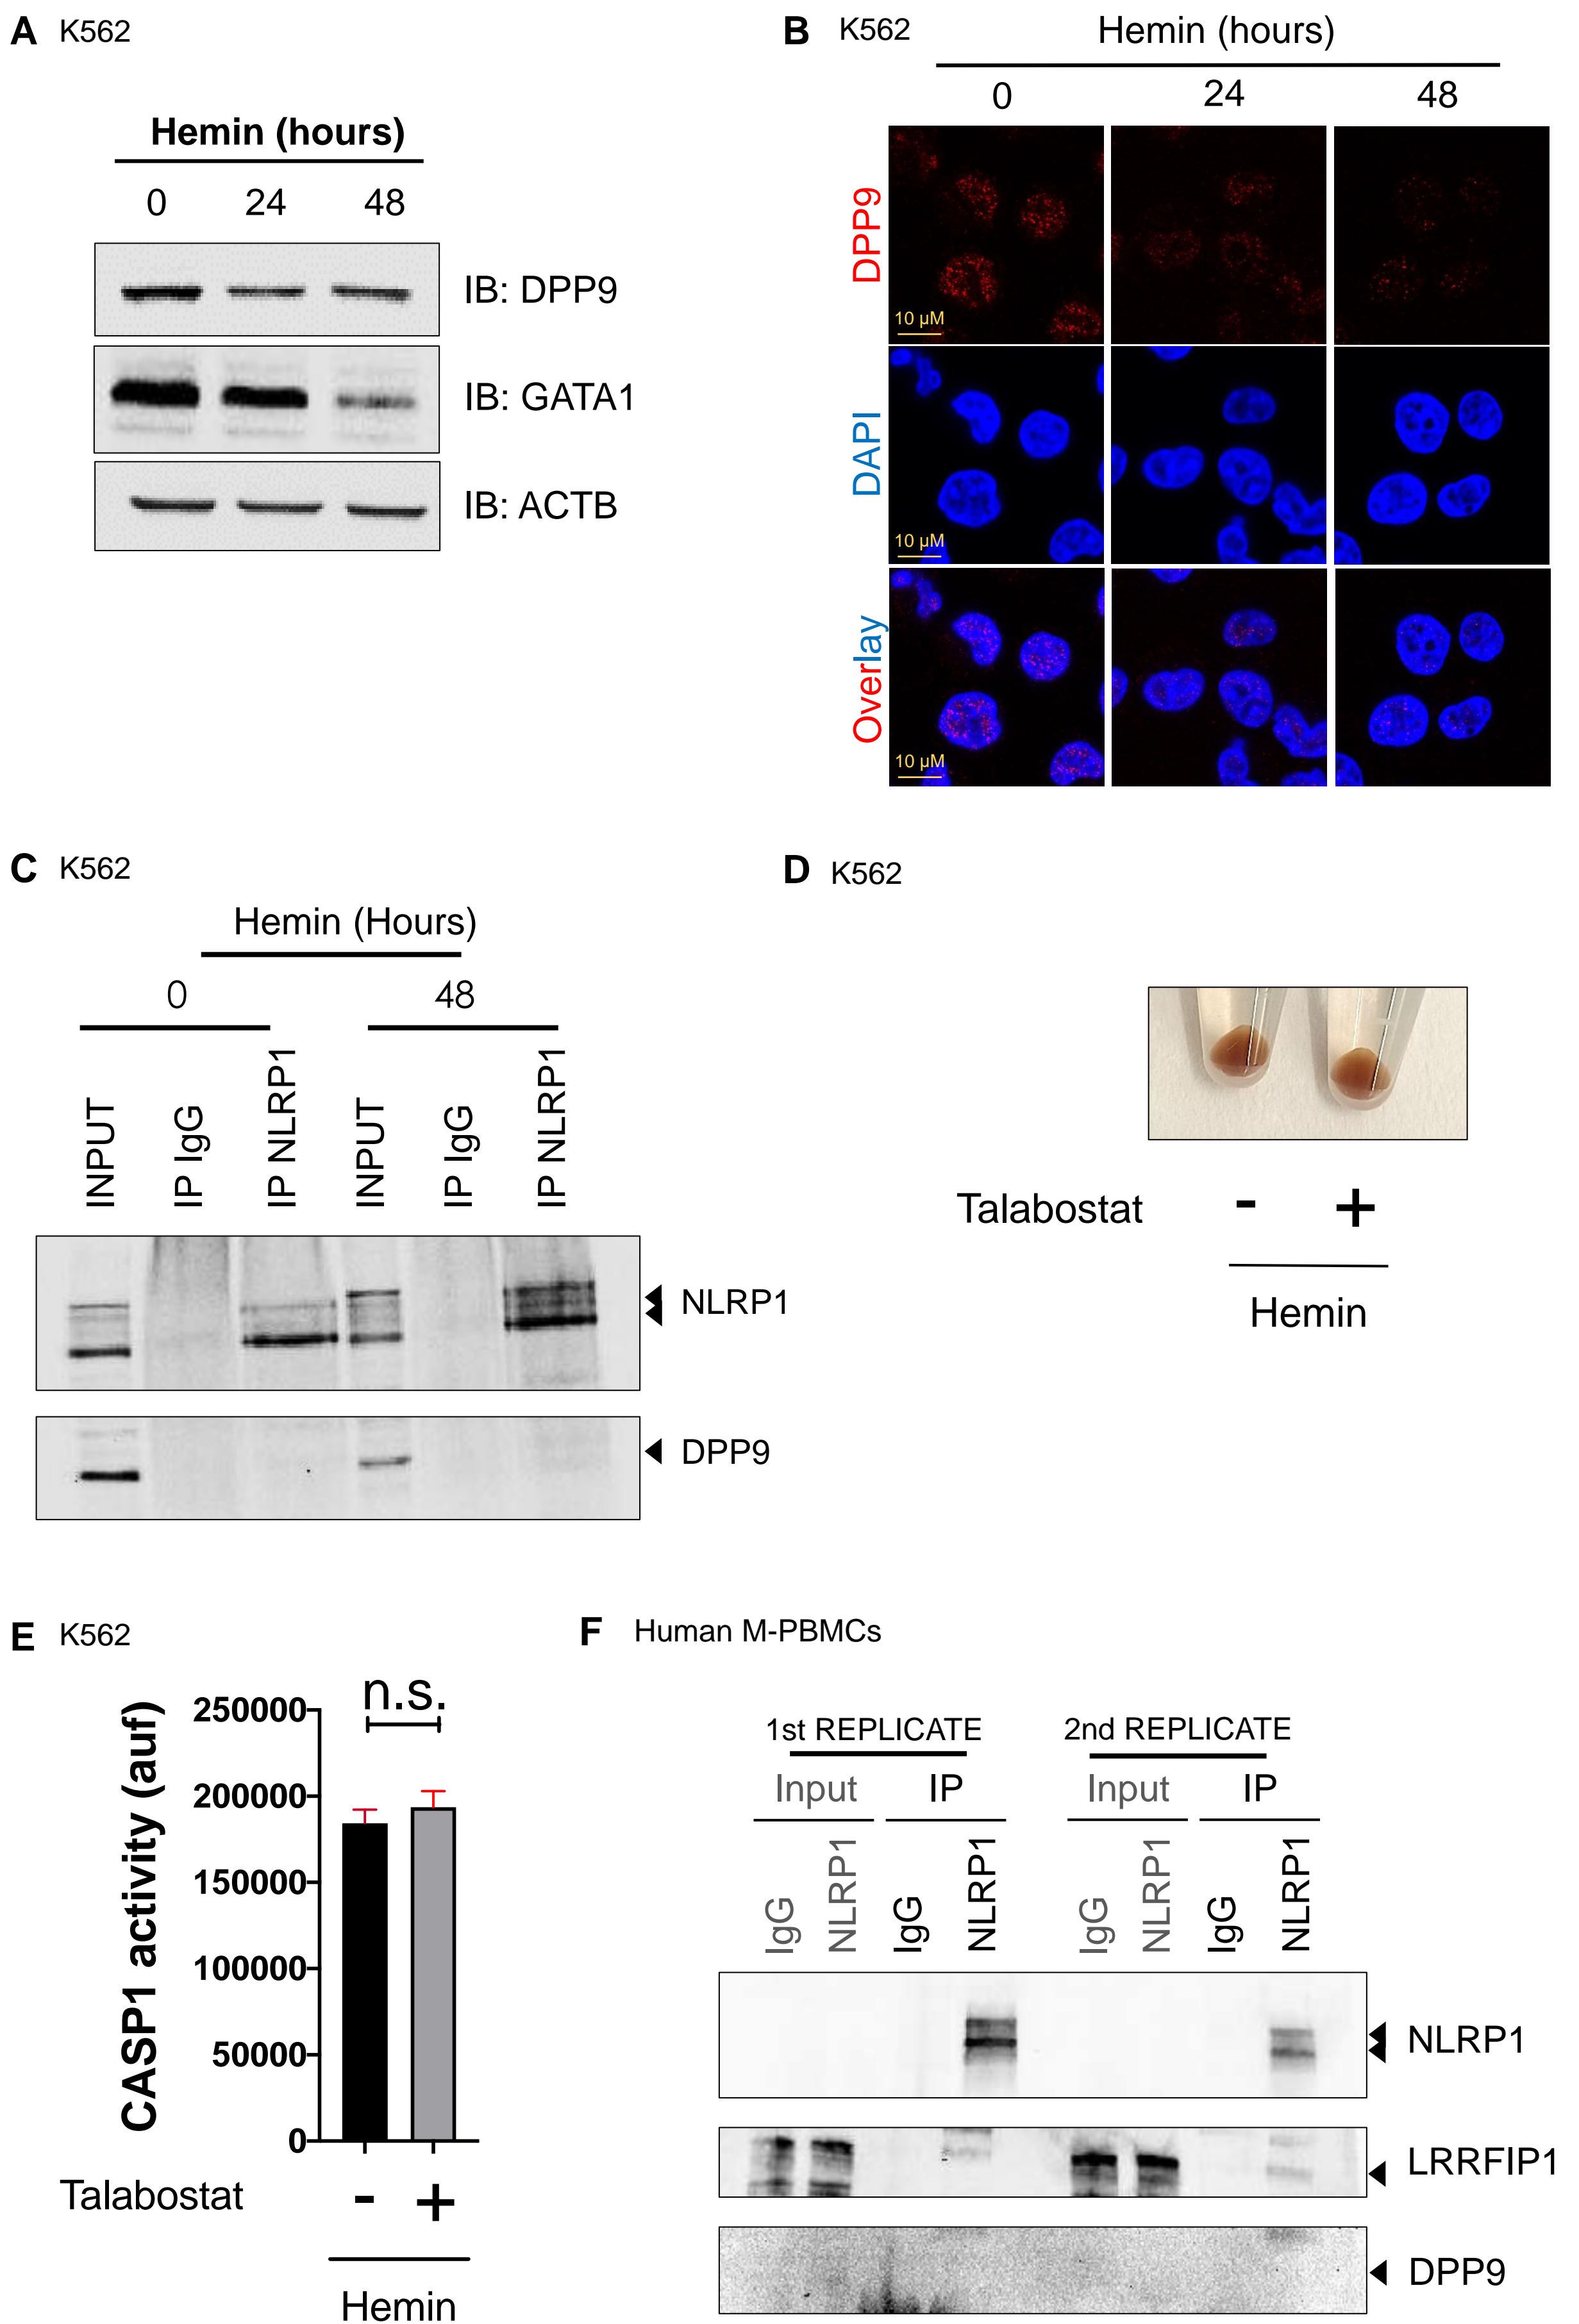 A K562
Hemin (hours)
0 24 48
IB: DPP9
IB: GATA1
IB: ACTB
B K562
Hemin (hours)
0 24 48
DPP9
10 µM
DAPI
10 µM
Overlay
10 µM
C K562
Hemin (Hours)
0 48
INPUT IP IgG IP NLRP1 INPUT IP IgG IP NLRP1
NLRP1
DPP9
D K562
Talabostat - +
Hemin
E K562
n.s.
CASP1 activity (auf)
250000
200000
150000
100000
50000
0
Talabostat - +
Hemin
F Human M-PBMCs
1st REPLICATE 2nd REPLICATE
Input IP Input IP
IgG NLRP1 IgG NLRP1 IgG NLRP1 IgG NLRP1
NLRP1
LRRFIP1
DPP9